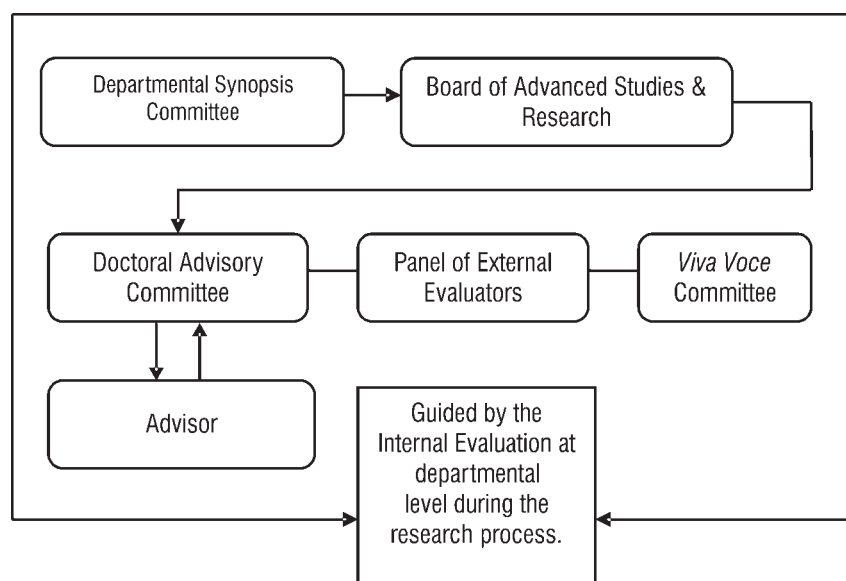 Departmental Synopsis
Committee
Board of Advanced Studies &
Research
Doctoral Advisory
Committee
Panel of External
Evaluators
Viva Voce
Committee
Advisor
Guided by the
Internal Evaluation at
departmental
level during the
research process.